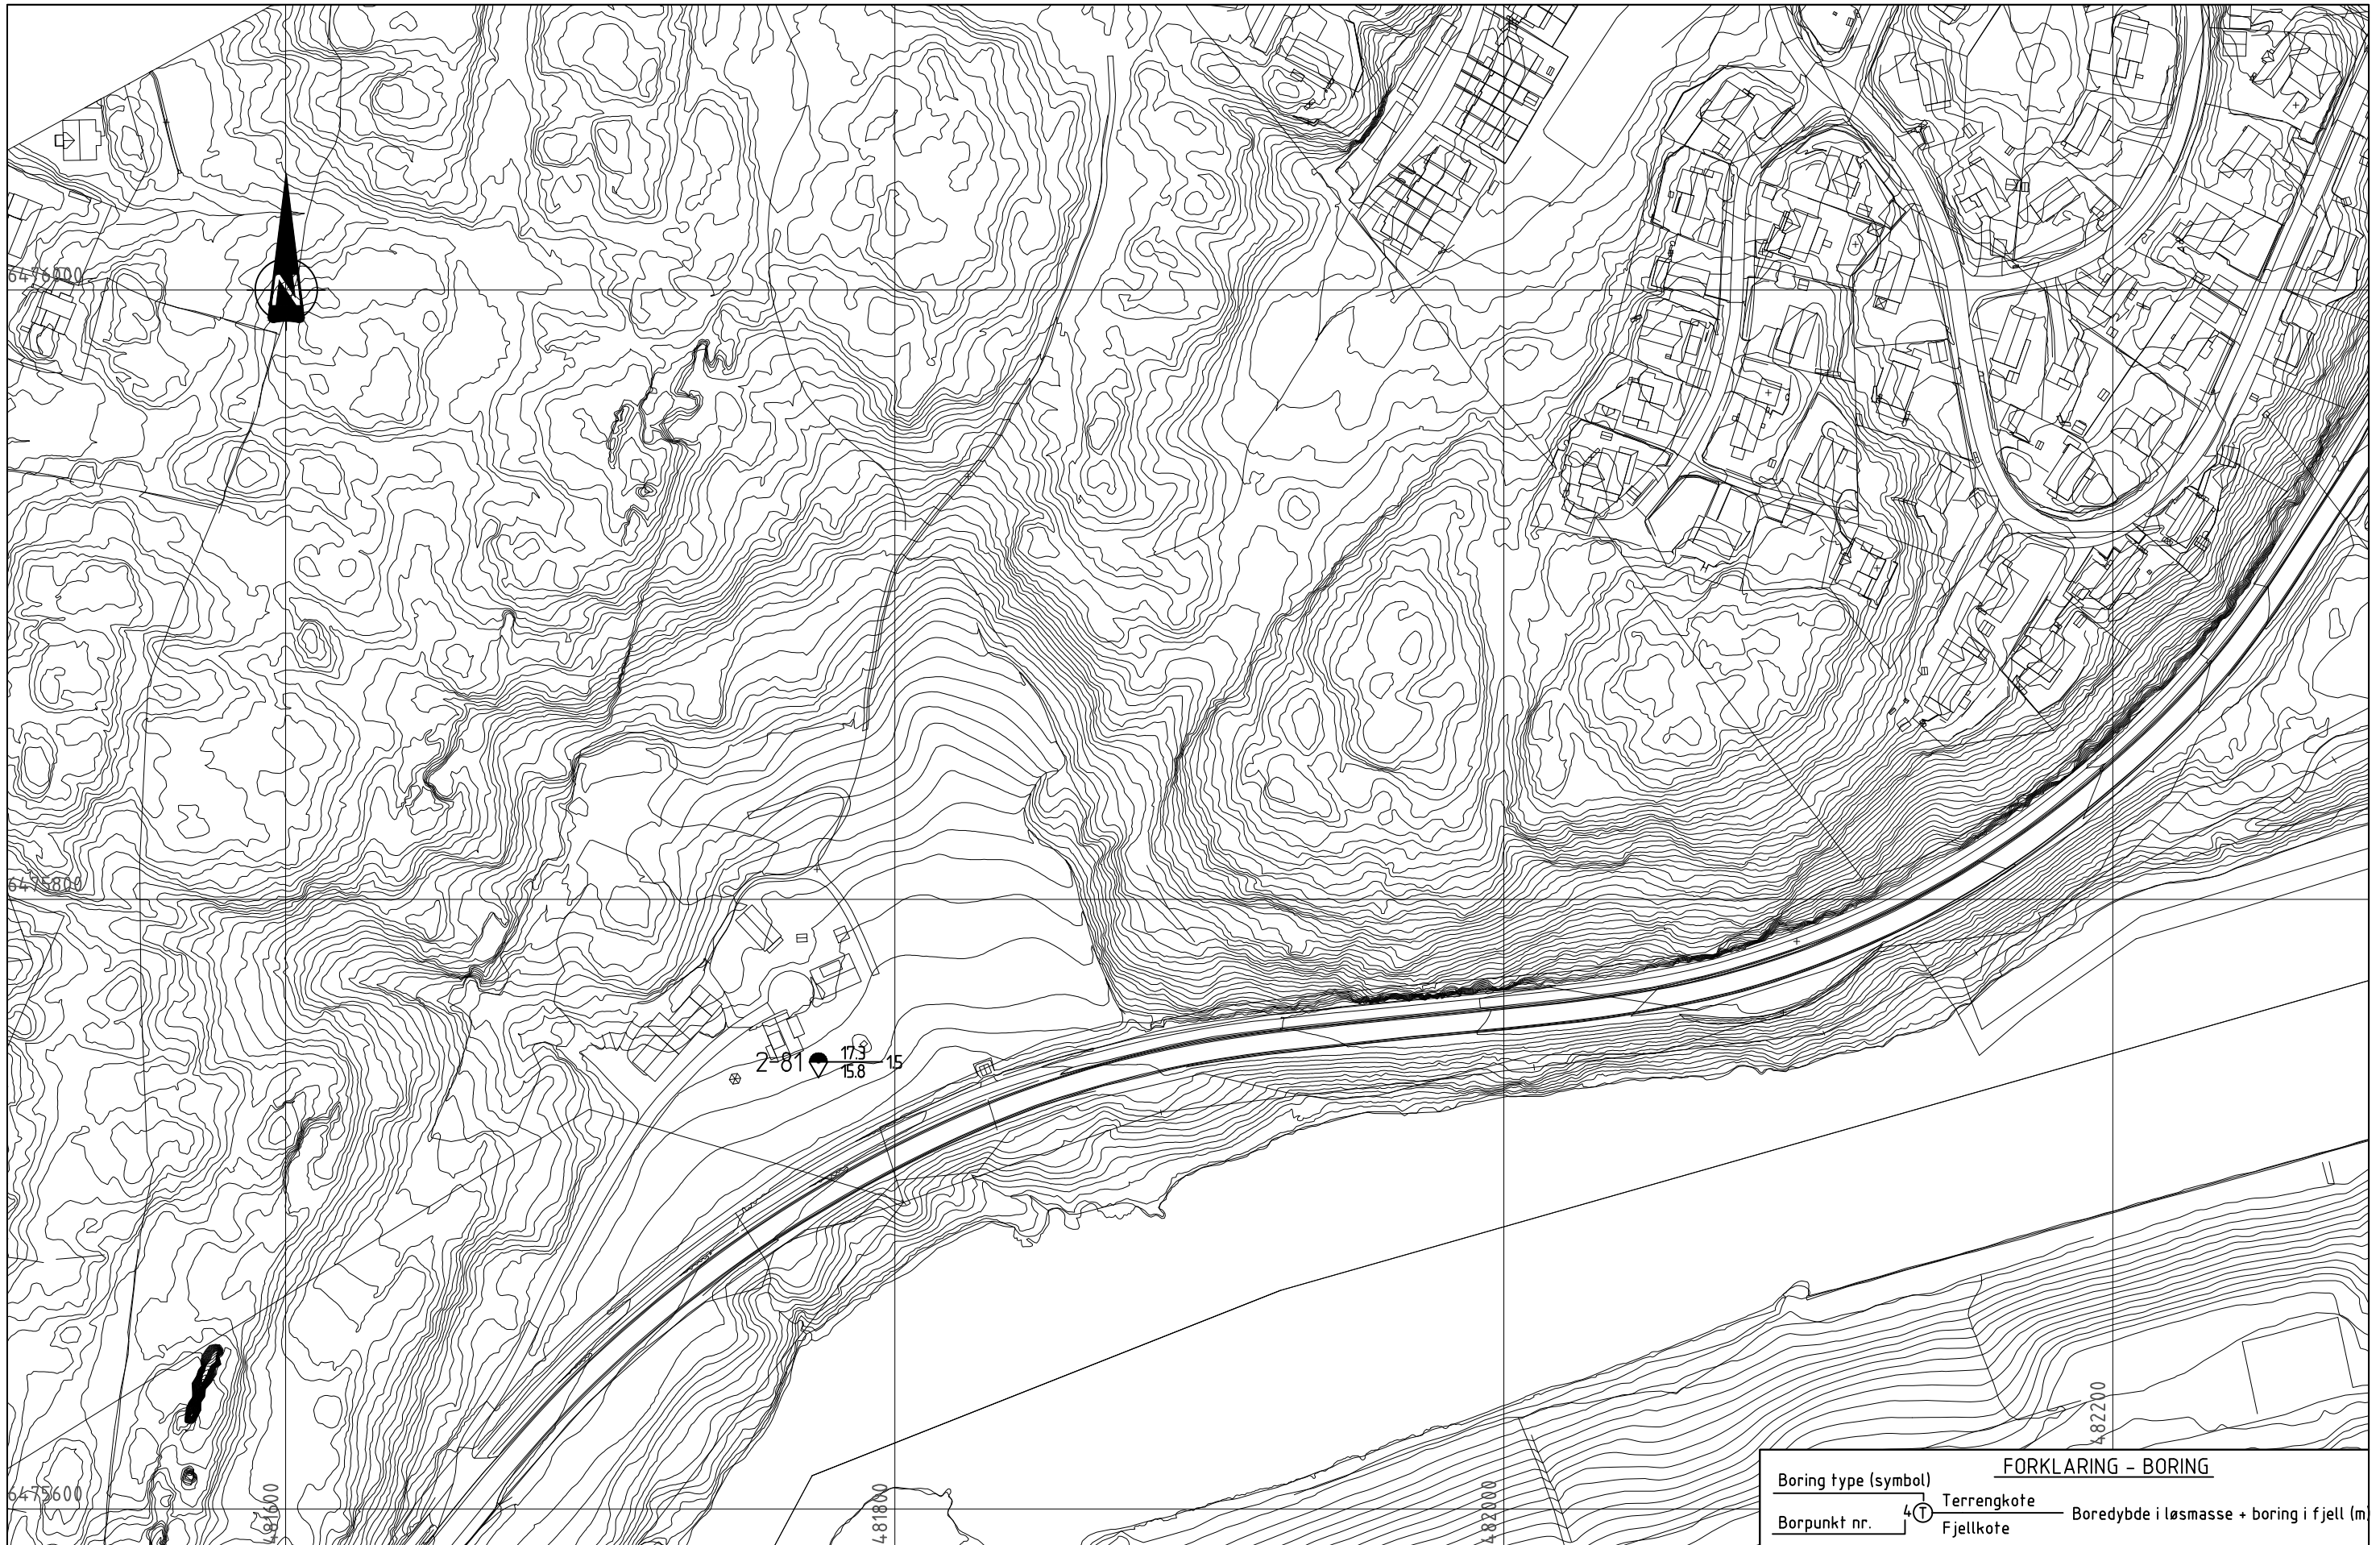 6476000
N
6475800
2-81 17.3 15
15.8
6475600
481600
481800
482000
482200
FORKLARING - BORING
Boring type (symbol)
4 T Terrengkote
Borpunkt nr. Fjellkote
Boredybde i løsmasse + boring i fjell (m)